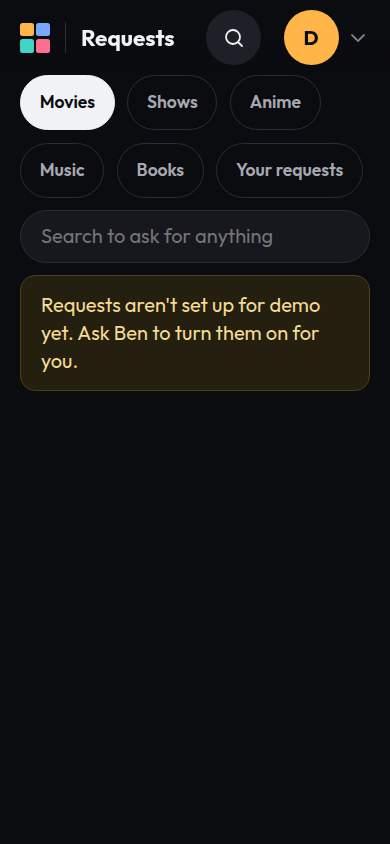 Requests
D
Movies
Shows
Anime
Music
Books
Your requests
Search to ask for anything
Requests aren't set up for demo
yet. Ask Ben to turn them on for
you.